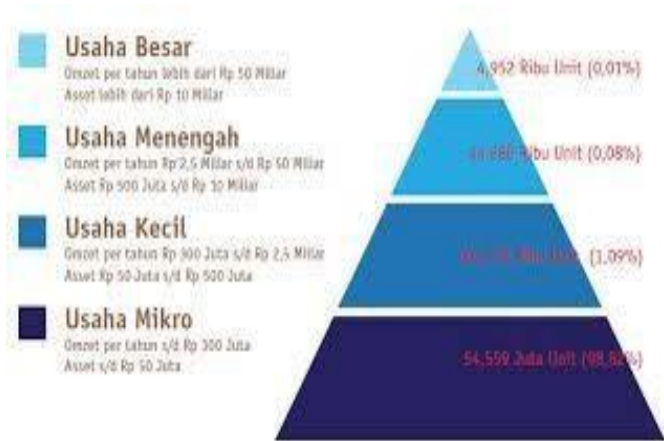 Usaha Besar
Omzet per tahun lebih dari Rp 50 Miliar
Asset lebih dari Rp 10 Miliar
4,952 Ribu Unit (0,01%)
Usaha Menengah
Omzet per tahun Rp 2,5 Miliar s/d Rp 50 Miliar
Asset Rp 500 Juta s/d Rp 10 Miliar
Ribu Unit (0,08%)
Usaha Kecil
Omzet per tahun Rp 300 Juta s/d Rp 2,5 Miliar
Asset Rp 50 Juta s/d Rp 500 Juta
Ribu Unit (1,09%)
Usaha Mikro
Omzet per tahun s/d Rp 300 Juta
Asset s/d Rp 50 Juta
54,559 Juta Unit (98,82%)